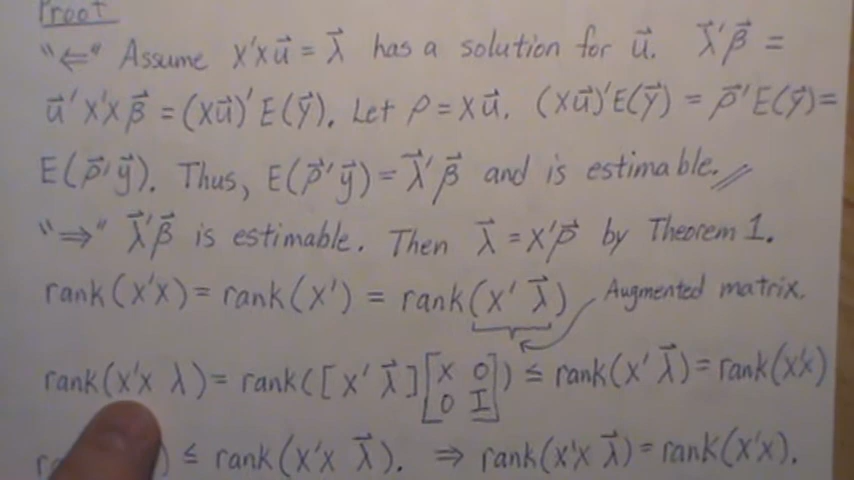 Proof
"⇐" Assume x'x u⃗ = λ⃗ has a solution for u⃗. λ⃗'β⃗ =
u⃗'x'xβ⃗ = (xu⃗)'E(y⃗). Let ρ = xu⃗. (xu⃗)'E(y⃗) = ρ⃗'E(y⃗) =
E(ρ⃗'y⃗). Thus, E(ρ⃗'y⃗) = λ⃗'β⃗ and is estimable. //
"⇒" λ⃗'β⃗ is estimable. Then λ⃗ = x'ρ⃗ by Theorem 1.
rank(x'x) = rank(x') = rank(x' λ⃗) Augmented matrix.
rank(x'x λ) = rank([x' λ⃗][x 0
0 I]) ≤ rank(x' λ⃗) = rank(x'x)
) ≤ rank(x'x λ⃗). ⇒ rank(x'x λ⃗) = rank(x'x).